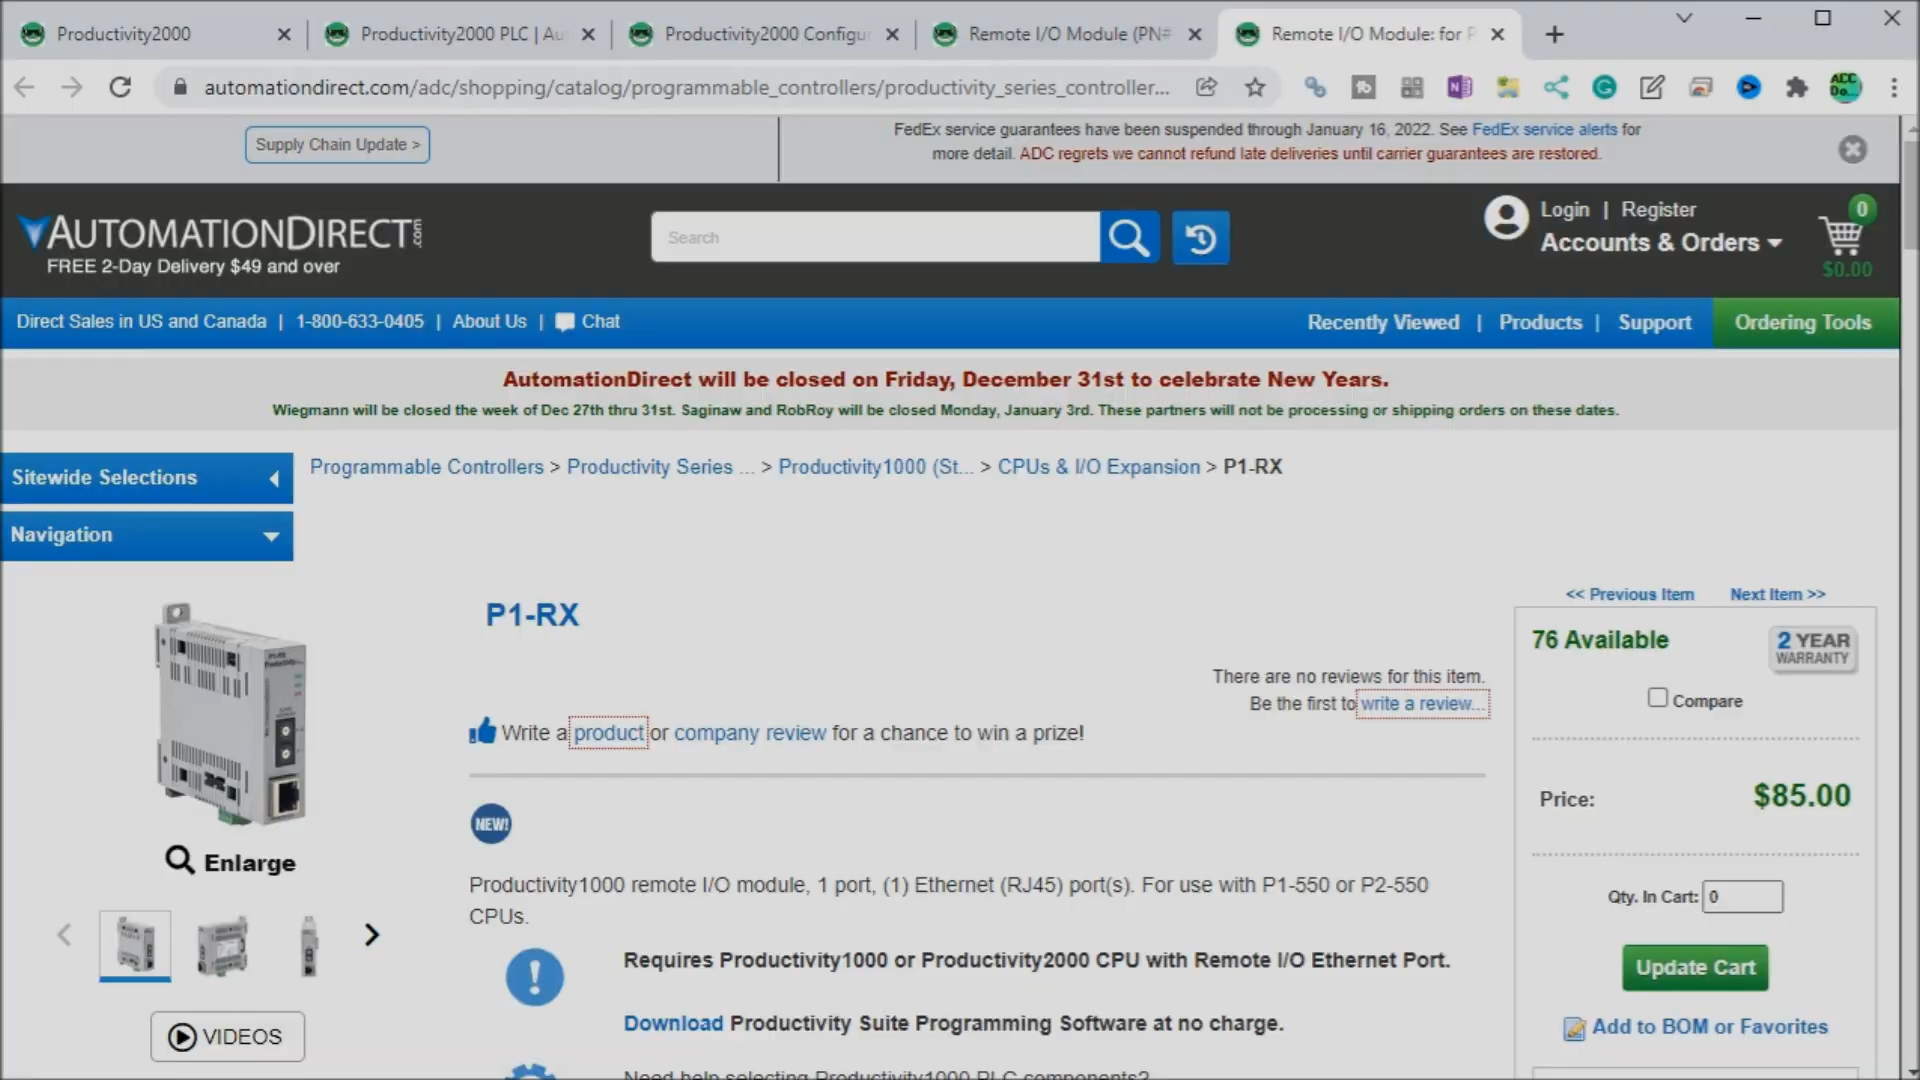 Productivity2000
Productivity2000 PLC | Au
Productivity2000 Configu
Remote I/O Module (PN#
Remote I/O Module: for P
automationdirect.com/adc/shopping/catalog/programmable_controllers/productivity_series_controller...
ACC
Do...
Supply Chain Update >
FedEx service guarantees have been suspended through January 16, 2022. See FedEx service alerts for
more detail. ADC regrets we cannot refund late deliveries until carrier guarantees are restored.
AUTOMATIONDIRECT.com
FREE 2-Day Delivery $49 and over
Search
Login | Register
Accounts & Orders
0
$0.00
Direct Sales in US and Canada | 1-800-633-0405 | About Us | Chat
Recently Viewed | Products | Support
Ordering Tools
AutomationDirect will be closed on Friday, December 31st to celebrate New Years.
Wiegmann will be closed the week of Dec 27th thru 31st. Saginaw and RobRoy will be closed Monday, January 3rd. These partners will not be processing or shipping orders on these dates.
Sitewide Selections
Navigation
Programmable Controllers > Productivity Series ... > Productivity1000 (St... > CPUs & I/O Expansion > P1-RX
P1-RX
<< Previous Item Next Item >>
76 Available
2 YEAR
WARRANTY
There are no reviews for this item.
Be the first to write a review...
Compare
Write a product or company review for a chance to win a prize!
Price: $85.00
NEW!
Enlarge
Productivity1000 remote I/O module, 1 port, (1) Ethernet (RJ45) port(s). For use with P1-550 or P2-550
CPUs.
Qty. In Cart: 0
Requires Productivity1000 or Productivity2000 CPU with Remote I/O Ethernet Port.
Update Cart
Download Productivity Suite Programming Software at no charge.
Add to BOM or Favorites
VIDEOS
Need help selecting Productivity1000 PLC components?